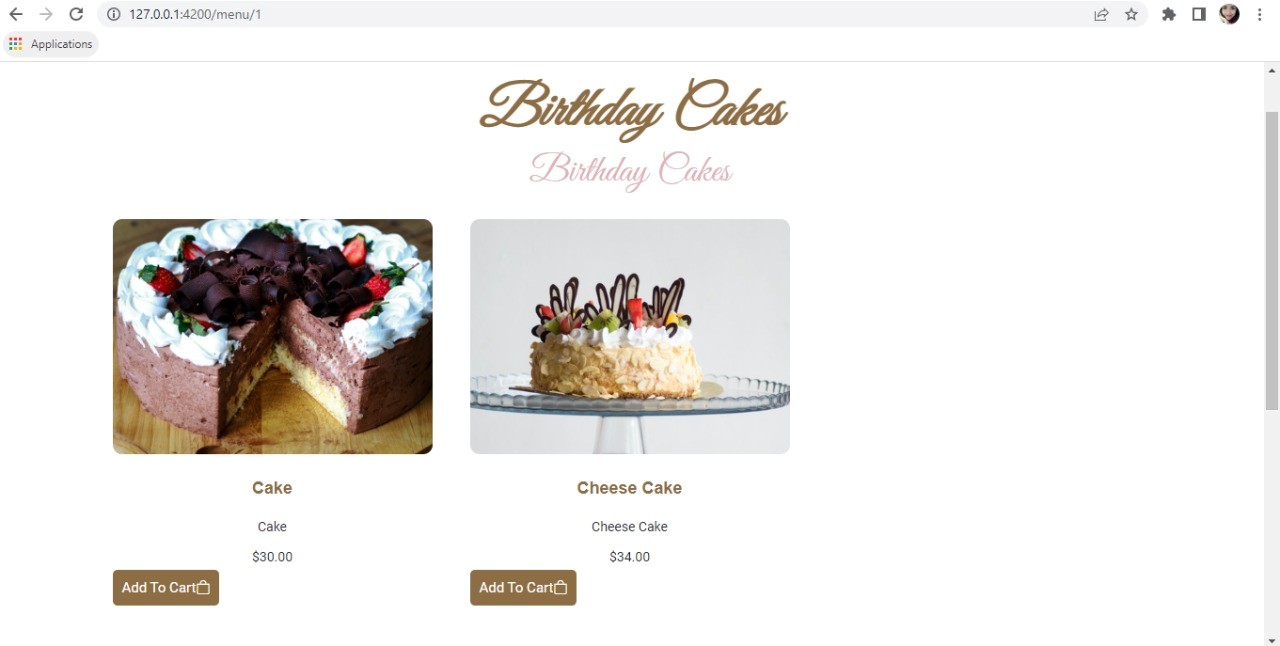 127.0.0.1:4200/menu/1
Applications
Birthday Cakes
Birthday Cakes
Cake
Cake
$30.00
Add To Cart
Cheese Cake
Cheese Cake
$34.00
Add To Cart